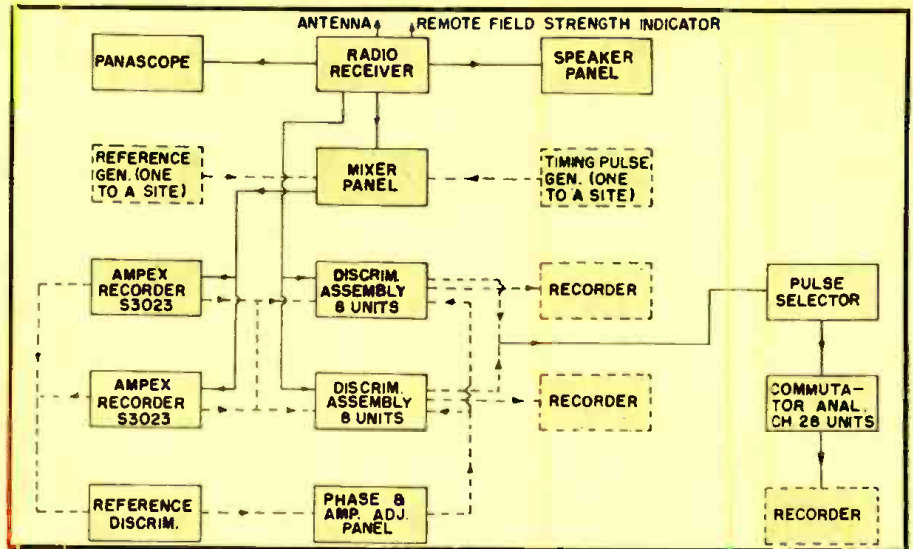 ANTENNA
REMOTE FIELD STRENGTH INDICATOR
PANASCOPE
RADIO
RECEIVER
SPEAKER
PANEL
REFERENCE
GEN. (ONE
TO A SITE)
MIXER
PANEL
TIMING PULSE
GEN. (ONE
TO A SITE)
AMPEX
RECORDER
S3023
DISCRIM.
ASSEMBLY
8 UNITS
RECORDER
PULSE
SELECTOR
AMPEX
RECORDER
S3023
DISCRIM.
ASSEMBLY
8 UNITS
RECORDER
COMMUTA-
TOR ANAL.
CH 28 UNITS
REFERENCE
DISCRIM.
PHASE &
AMP. ADJ.
PANEL
RECORDER